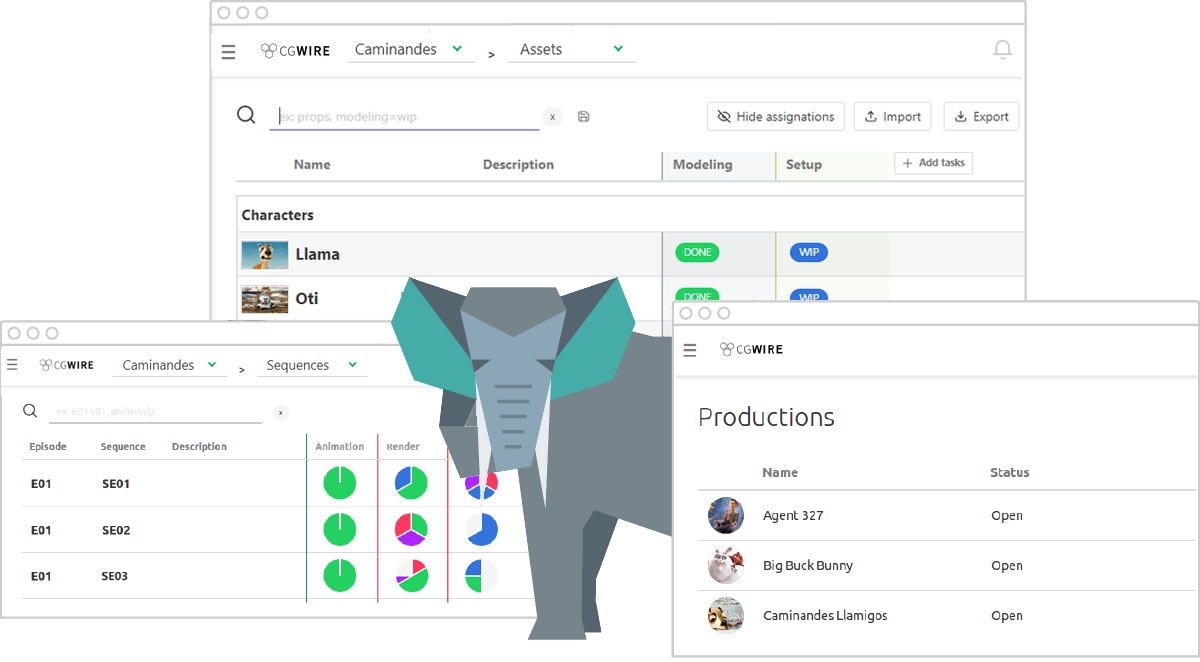 CGWIRE Caminandes > Assets
ex: props, modeling=wip x Hide assignations Import Export
Name Description Modeling Setup + Add tasks
Characters
Llama DONE WIP
Oti DONE WIP
CGWIRE Caminandes > Sequences
ex: e01 s01, anim=wip x
Episode Sequence Description Animation Render
E01 SE01
E01 SE02
E01 SE03
CGWIRE
Productions
Name Status
Agent 327 Open
Big Buck Bunny Open
Caminandes Llamigos Open